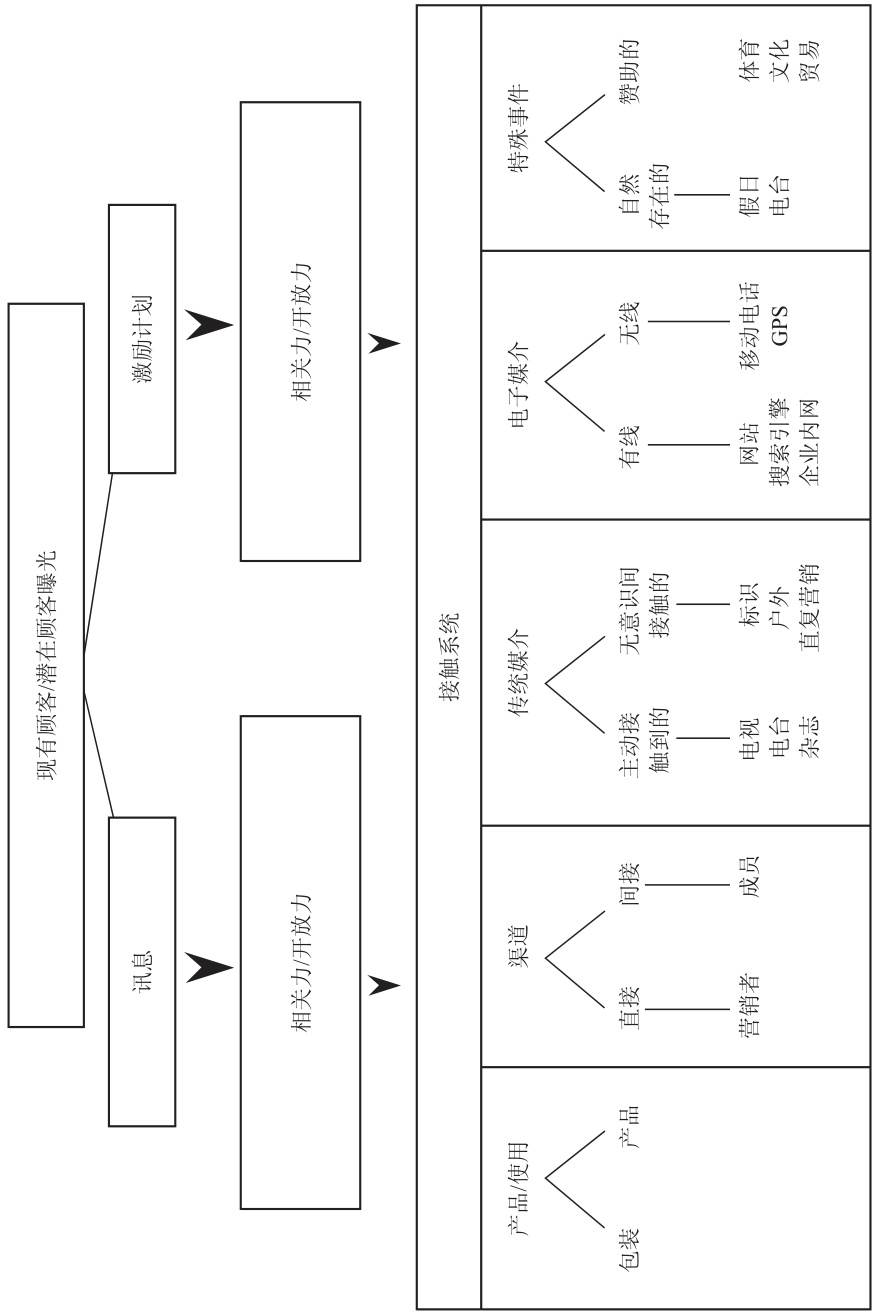 现有顾客/潜在顾客曝光
讯息
激励计划
相关力/开放力
相关力/开放力
接触系统
产品/使用
包装
产品
渠道
直接
间接
营销者
成员
传统媒介
主动接
触到的
无意识间
接触的
电视
电台
杂志
标识
户外
直复营销
电子媒介
有线
无线
网站
搜索引擎
企业内网
移动电话
GPS
特殊事件
自然
存在的
赞助的
假日
电台
体育
文化
贸易